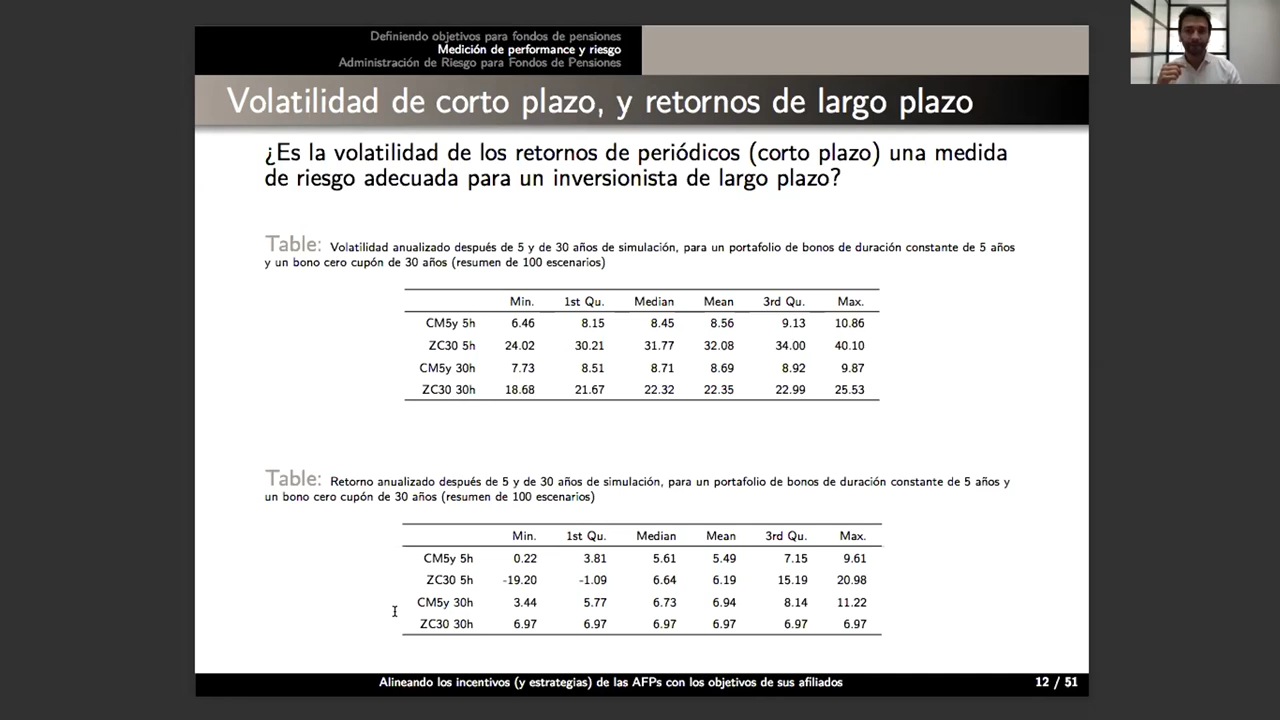 Definiendo objetivos para fondos de pensiones
Medición de performance y riesgo
Administración de Riesgo para Fondos de Pensiones
Volatilidad de corto plazo, y retornos de largo plazo
¿Es la volatilidad de los retornos de periódicos (corto plazo) una medida
de riesgo adecuada para un inversionista de largo plazo?
Table: Volatilidad anualizado después de 5 y de 30 años de simulación, para un portafolio de bonos de duración constante de 5 años
y un bono cero cupón de 30 años (resumen de 100 escenarios)
Min. 1st Qu. Median Mean 3rd Qu. Max.
CM5y 5h 6.46 8.15 8.45 8.56 9.13 10.86
ZC30 5h 24.02 30.21 31.77 32.08 34.00 40.10
CM5y 30h 7.73 8.51 8.71 8.69 8.92 9.87
ZC30 30h 18.68 21.67 22.32 22.35 22.99 25.53
Table: Retorno anualizado después de 5 y de 30 años de simulación, para un portafolio de bonos de duración constante de 5 años y
un bono cero cupón de 30 años (resumen de 100 escenarios)
Min. 1st Qu. Median Mean 3rd Qu. Max.
CM5y 5h 0.22 3.81 5.61 5.49 7.15 9.61
ZC30 5h -19.20 -1.09 6.64 6.19 15.19 20.98
CM5y 30h 3.44 5.77 6.73 6.94 8.14 11.22
ZC30 30h 6.97 6.97 6.97 6.97 6.97 6.97
Alineando los incentivos (y estrategias) de las AFPs con los objetivos de sus afiliados
12 / 51